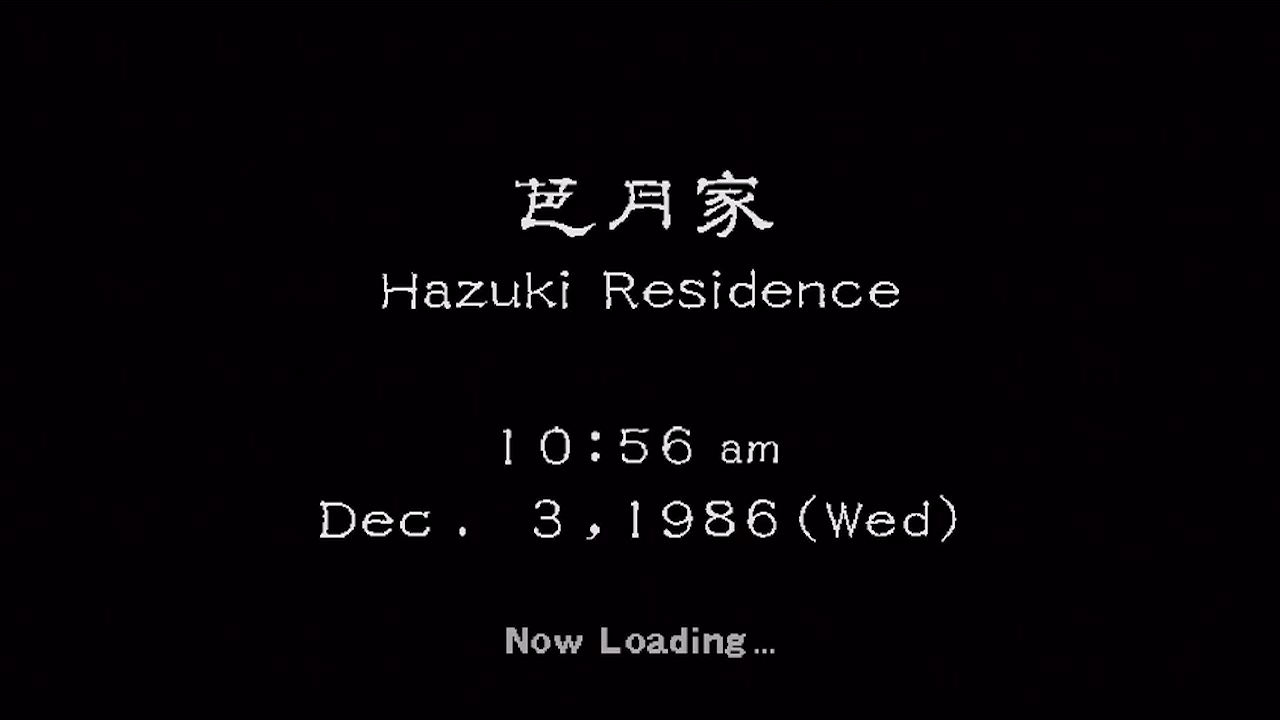 芭月家
Hazuki Residence
10:56 am
Dec. 3,1986(Wed)
Now Loading...